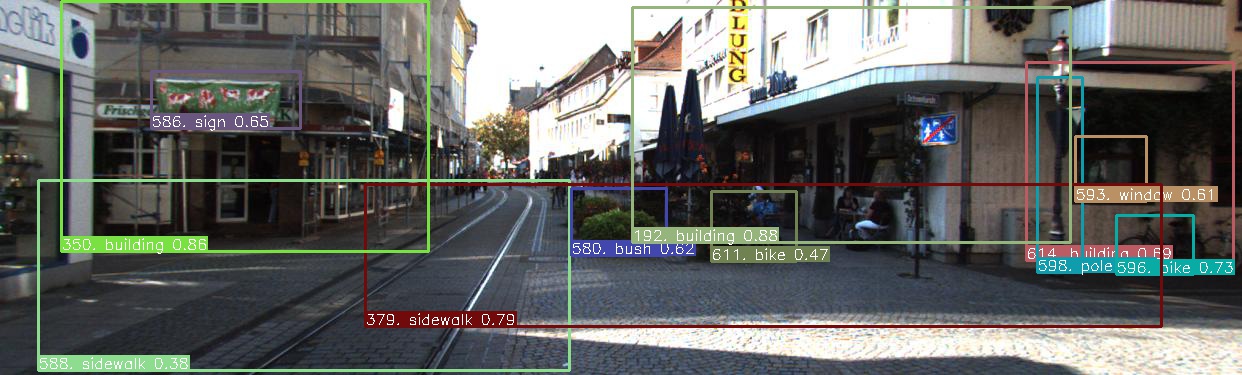 DLUNG
586. sign 0.65
Frisch
K
350. building 0.86
192. building 0.88
580. bush 0.62
611. bike 0.47
593. window 0.61
614. building 0.69
598. pole
596. bike 0.73
379. sidewalk 0.79
588. sidewalk 0.38